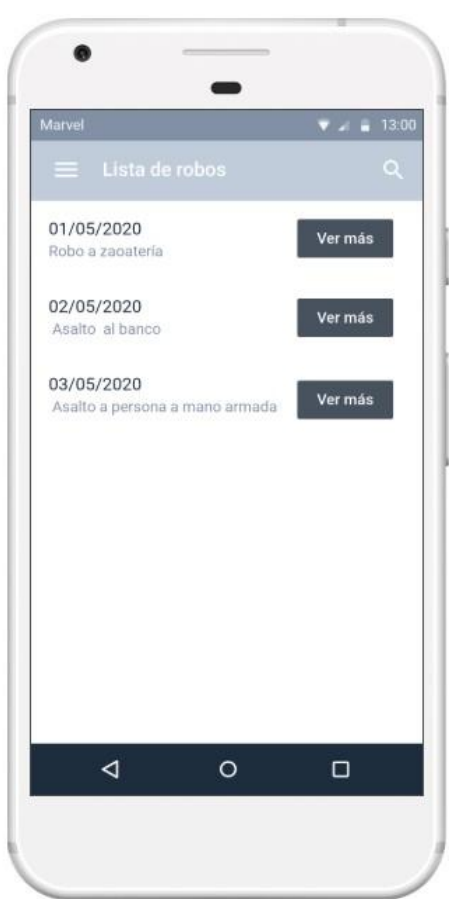 Marvel 13:00
Lista de robos
01/05/2020
Robo a zaoatería
Ver más
02/05/2020
Asalto al banco
Ver más
03/05/2020
Asalto a persona a mano armada
Ver más